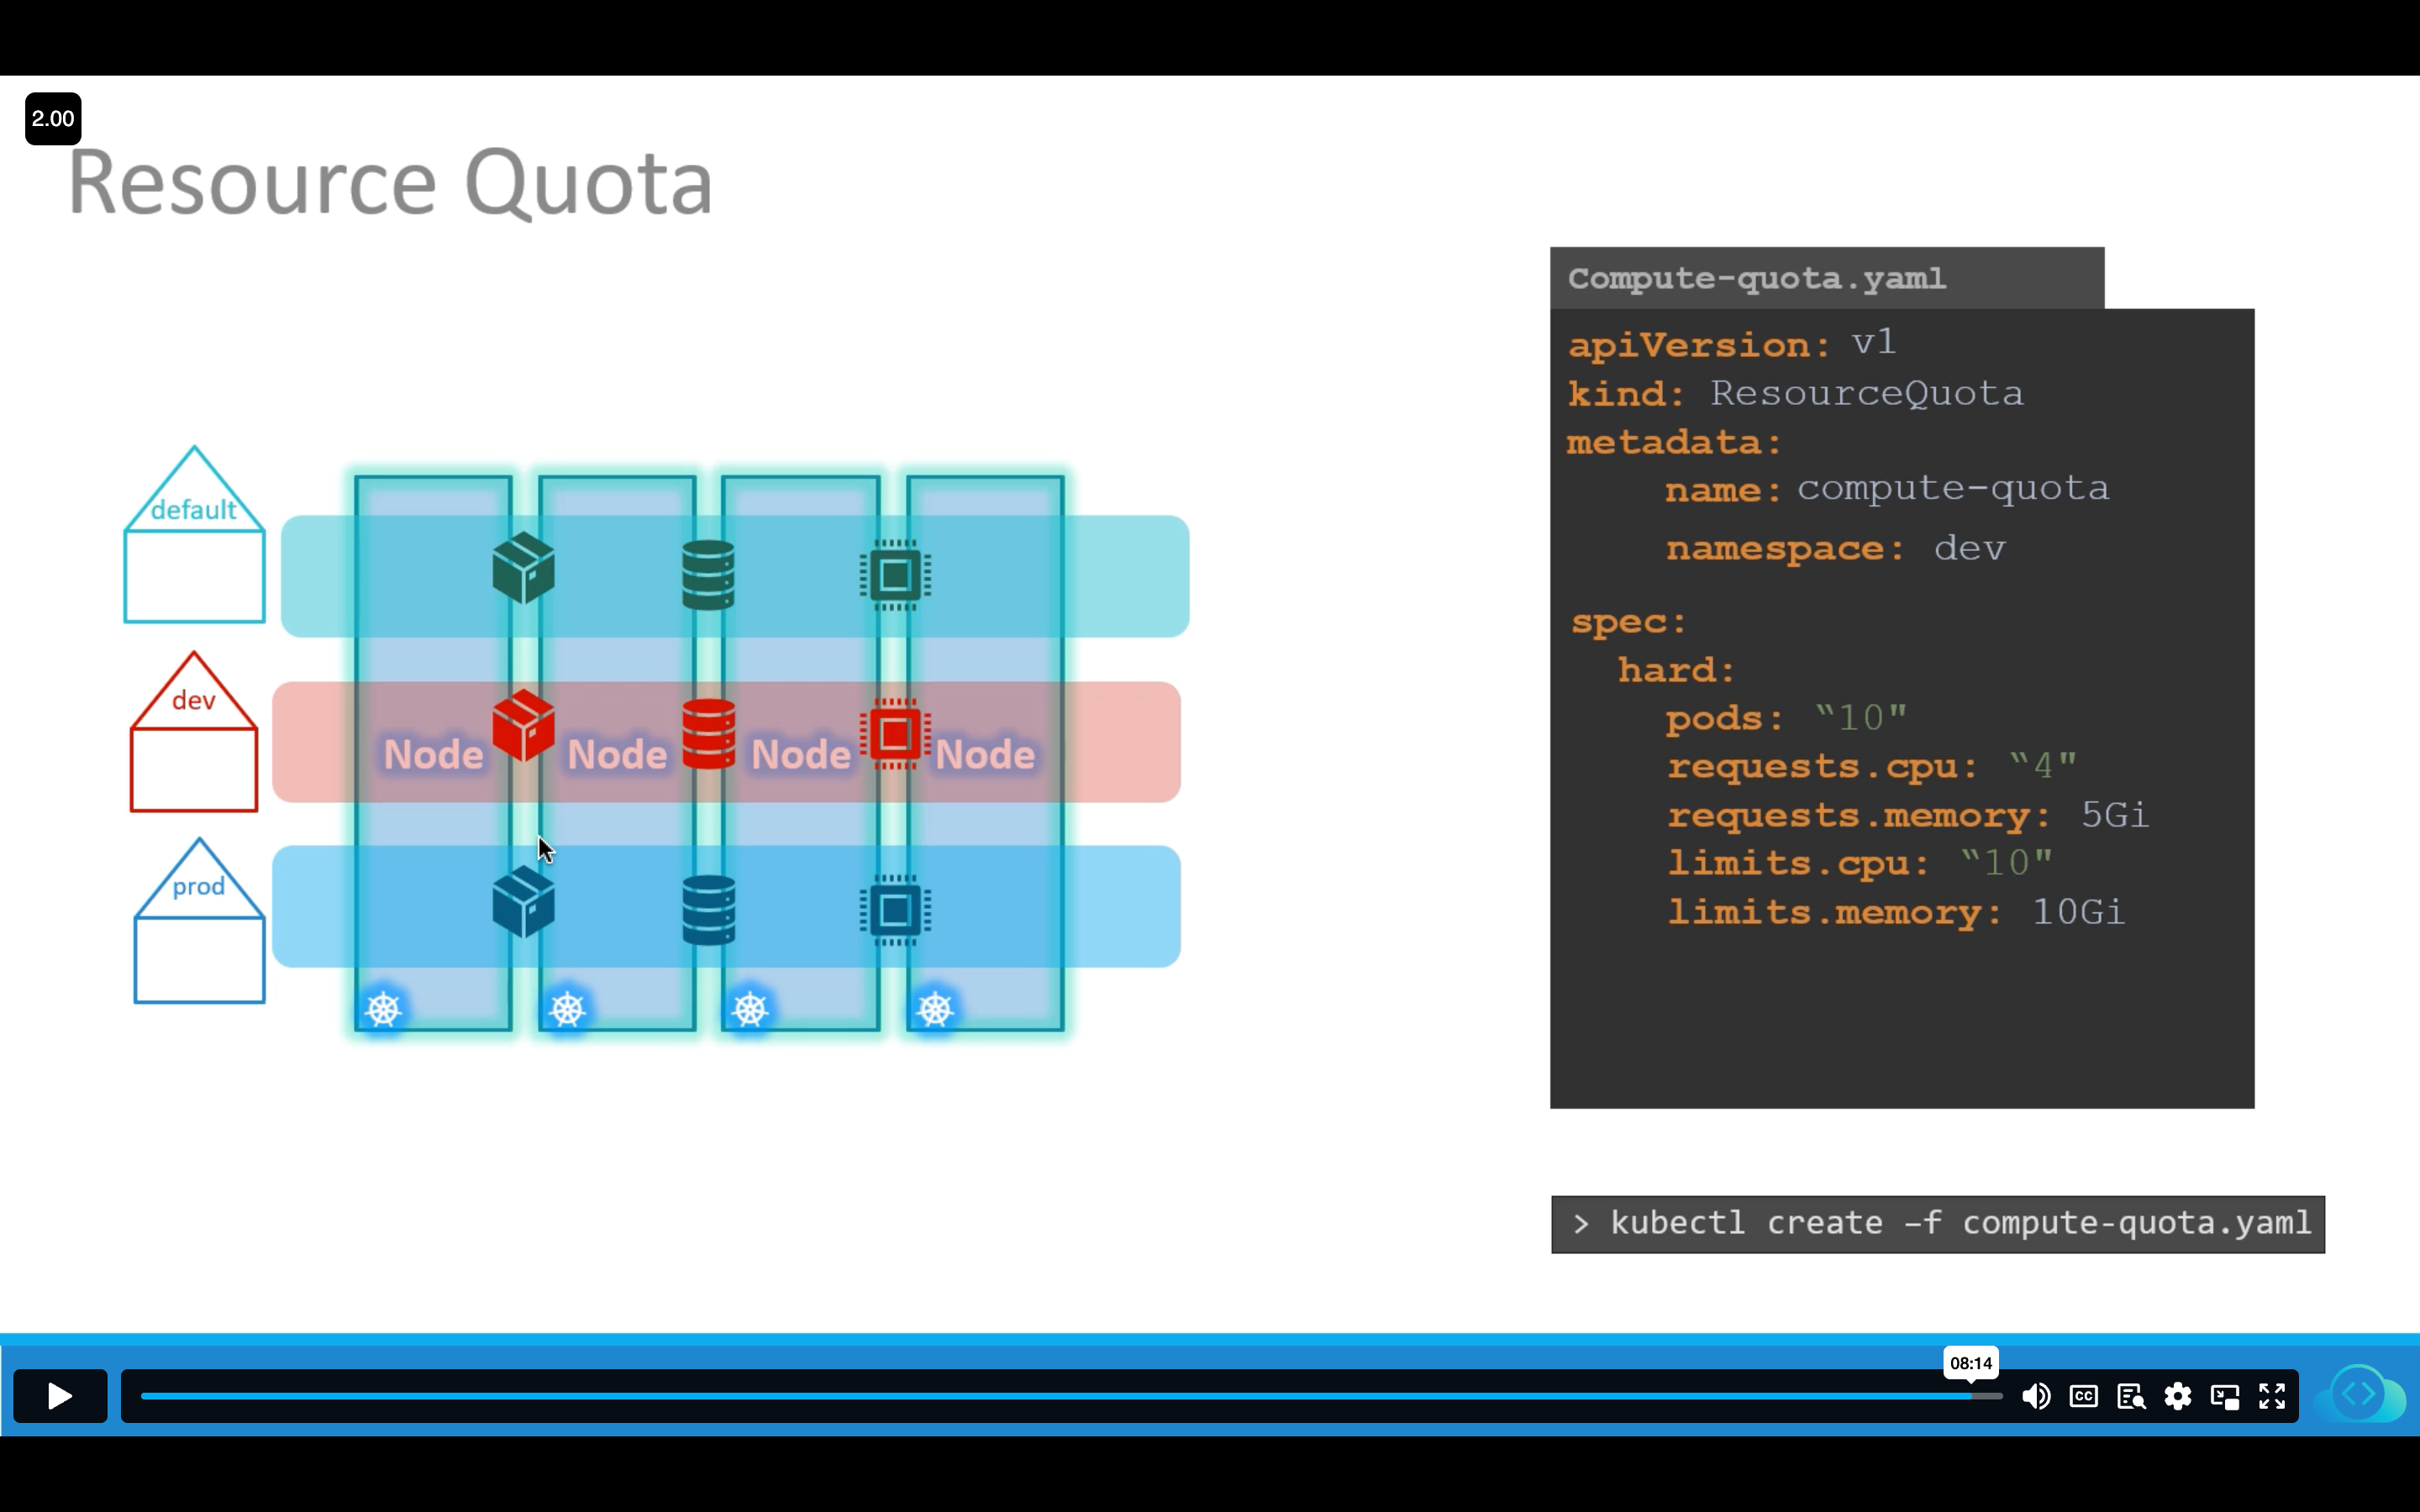 2.00
Resource Quota
Compute-quota.yaml
apiVersion: v1
kind: ResourceQuota
metadata:
name: compute-quota
namespace: dev
spec:
hard:
pods: “10"
requests.cpu: “4"
requests.memory: 5Gi
limits.cpu: “10"
limits.memory: 10Gi
default
dev
Node Node Node Node
prod
> kubectl create –f compute-quota.yaml
08:14
CC